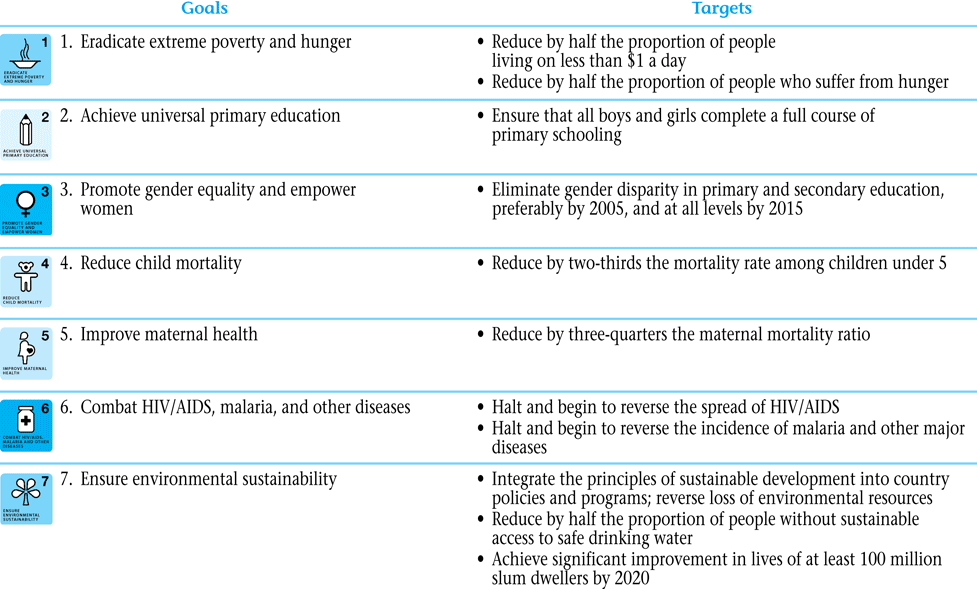 Goals Targets
1
ERADICATE
EXTREME POVERTY
AND HUNGER
1. Eradicate extreme poverty and hunger
• Reduce by half the proportion of people
living on less than $1 a day
• Reduce by half the proportion of people who suffer from hunger
2
ACHIEVE UNIVERSAL
PRIMARY EDUCATION
2. Achieve universal primary education
• Ensure that all boys and girls complete a full course of
primary schooling
3
PROMOTE GENDER
EQUALITY AND
EMPOWER WOMEN
3. Promote gender equality and empower
women
• Eliminate gender disparity in primary and secondary education,
preferably by 2005, and at all levels by 2015
4
REDUCE
CHILD MORTALITY
4. Reduce child mortality
• Reduce by two-thirds the mortality rate among children under 5
5
IMPROVE MATERNAL
HEALTH
5. Improve maternal health
• Reduce by three-quarters the maternal mortality ratio
6
COMBAT HIV/AIDS,
MALARIA AND OTHER
DISEASES
6. Combat HIV/AIDS, malaria, and other diseases
• Halt and begin to reverse the spread of HIV/AIDS
• Halt and begin to reverse the incidence of malaria and other major
diseases
7
ENSURE
ENVIRONMENTAL
SUSTAINABILITY
7. Ensure environmental sustainability
• Integrate the principles of sustainable development into country
policies and programs; reverse loss of environmental resources
• Reduce by half the proportion of people without sustainable
access to safe drinking water
• Achieve significant improvement in lives of at least 100 million
slum dwellers by 2020